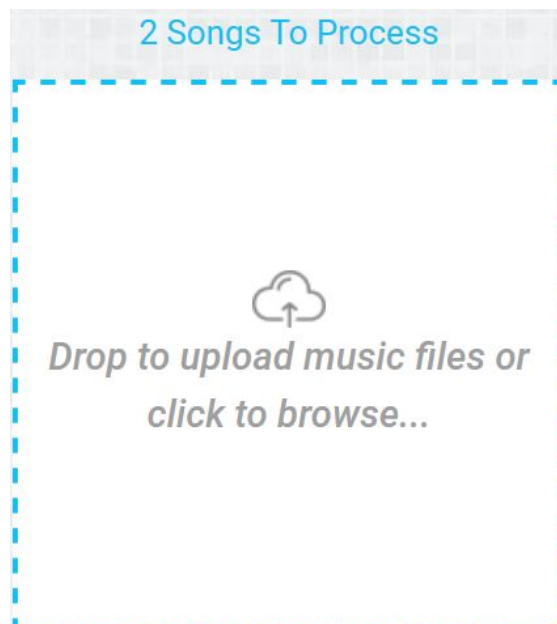 2 Songs To Process
Drop to upload music files or
click to browse...